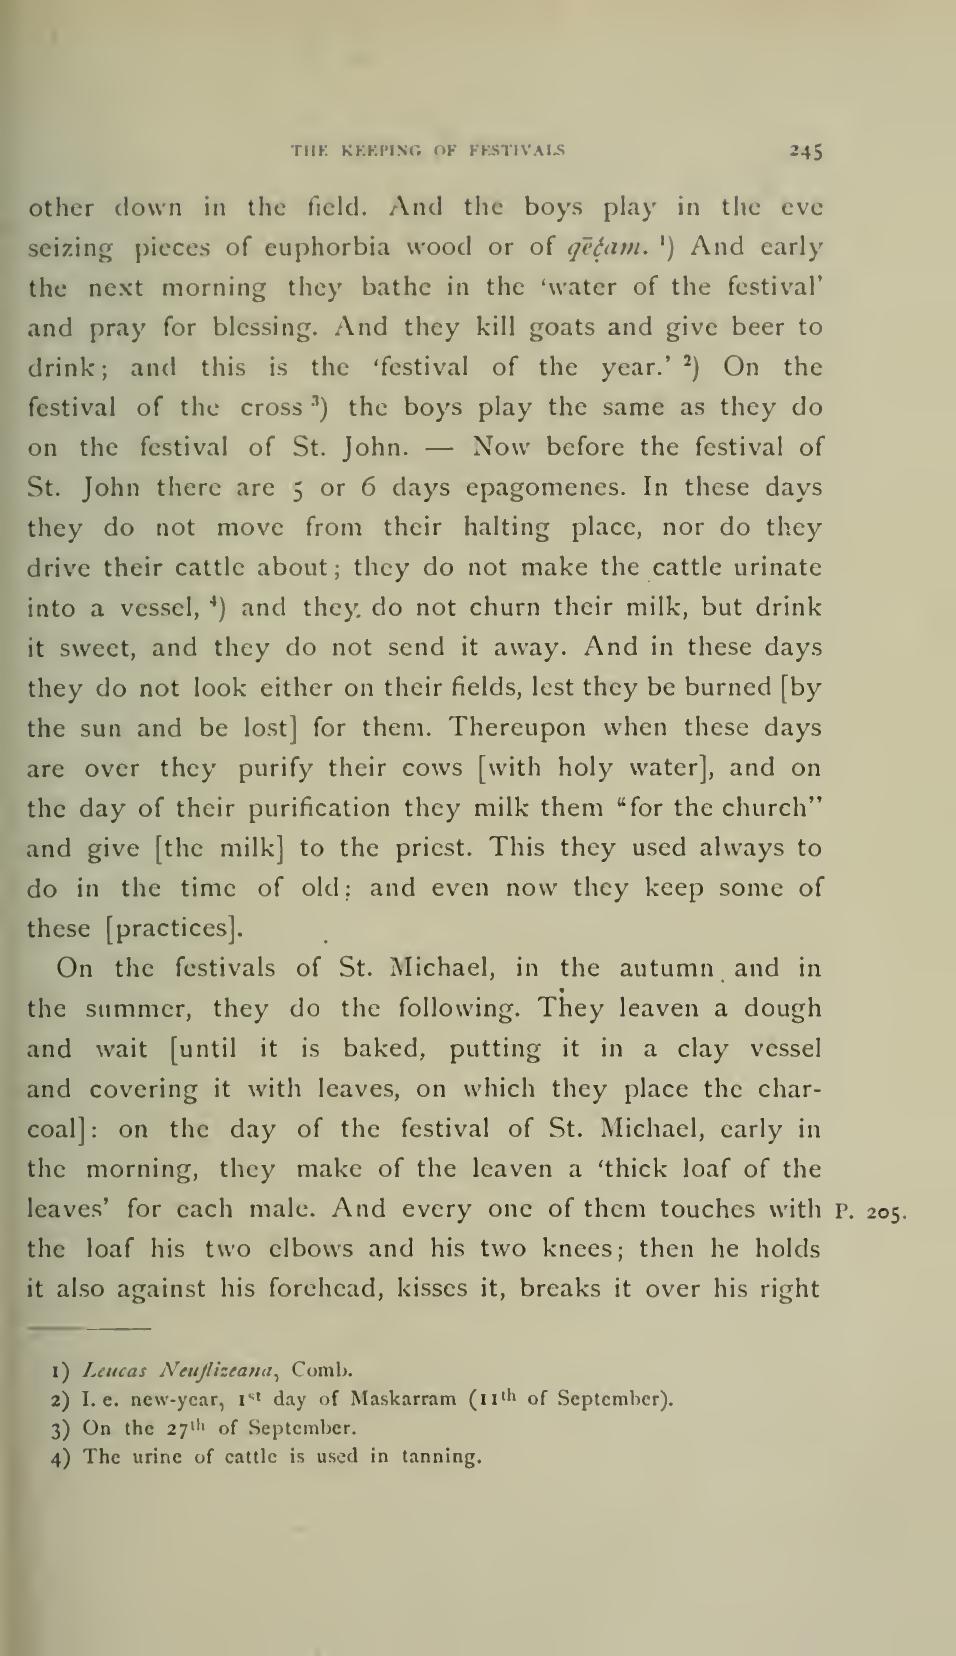 THE KEEPING OF FESTIVALS 245
other down in the field. And the boys play in the eve
seizing pieces of euphorbia wood or of qēçam. ¹) And early
the next morning they bathe in the ‘water of the festival’
and pray for blessing. And they kill goats and give beer to
drink; and this is the ‘festival of the year.’ ²) On the
festival of the cross ³) the boys play the same as they do
on the festival of St. John. — Now before the festival of
St. John there are 5 or 6 days epagomenes. In these days
they do not move from their halting place, nor do they
drive their cattle about; they do not make the cattle urinate
into a vessel, ⁴) and they do not churn their milk, but drink
it sweet, and they do not send it away. And in these days
they do not look either on their fields, lest they be burned [by
the sun and be lost] for them. Thereupon when these days
are over they purify their cows [with holy water], and on
the day of their purification they milk them “for the church”
and give [the milk] to the priest. This they used always to
do in the time of old; and even now they keep some of
these [practices].
On the festivals of St. Michael, in the autumn and in
the summer, they do the following. They leaven a dough
and wait [until it is baked, putting it in a clay vessel
and covering it with leaves, on which they place the char-
coal]: on the day of the festival of St. Michael, early in
the morning, they make of the leaven a ‘thick loaf of the
leaves’ for each male. And every one of them touches with P. 205.
the loaf his two elbows and his two knees; then he holds
it also against his forehead, kisses it, breaks it over his right
1) Leucas Neuflizeana, Comb.
2) I. e. new-year, 1st day of Maskarram (11th of September).
3) On the 27th of September.
4) The urine of cattle is used in tanning.